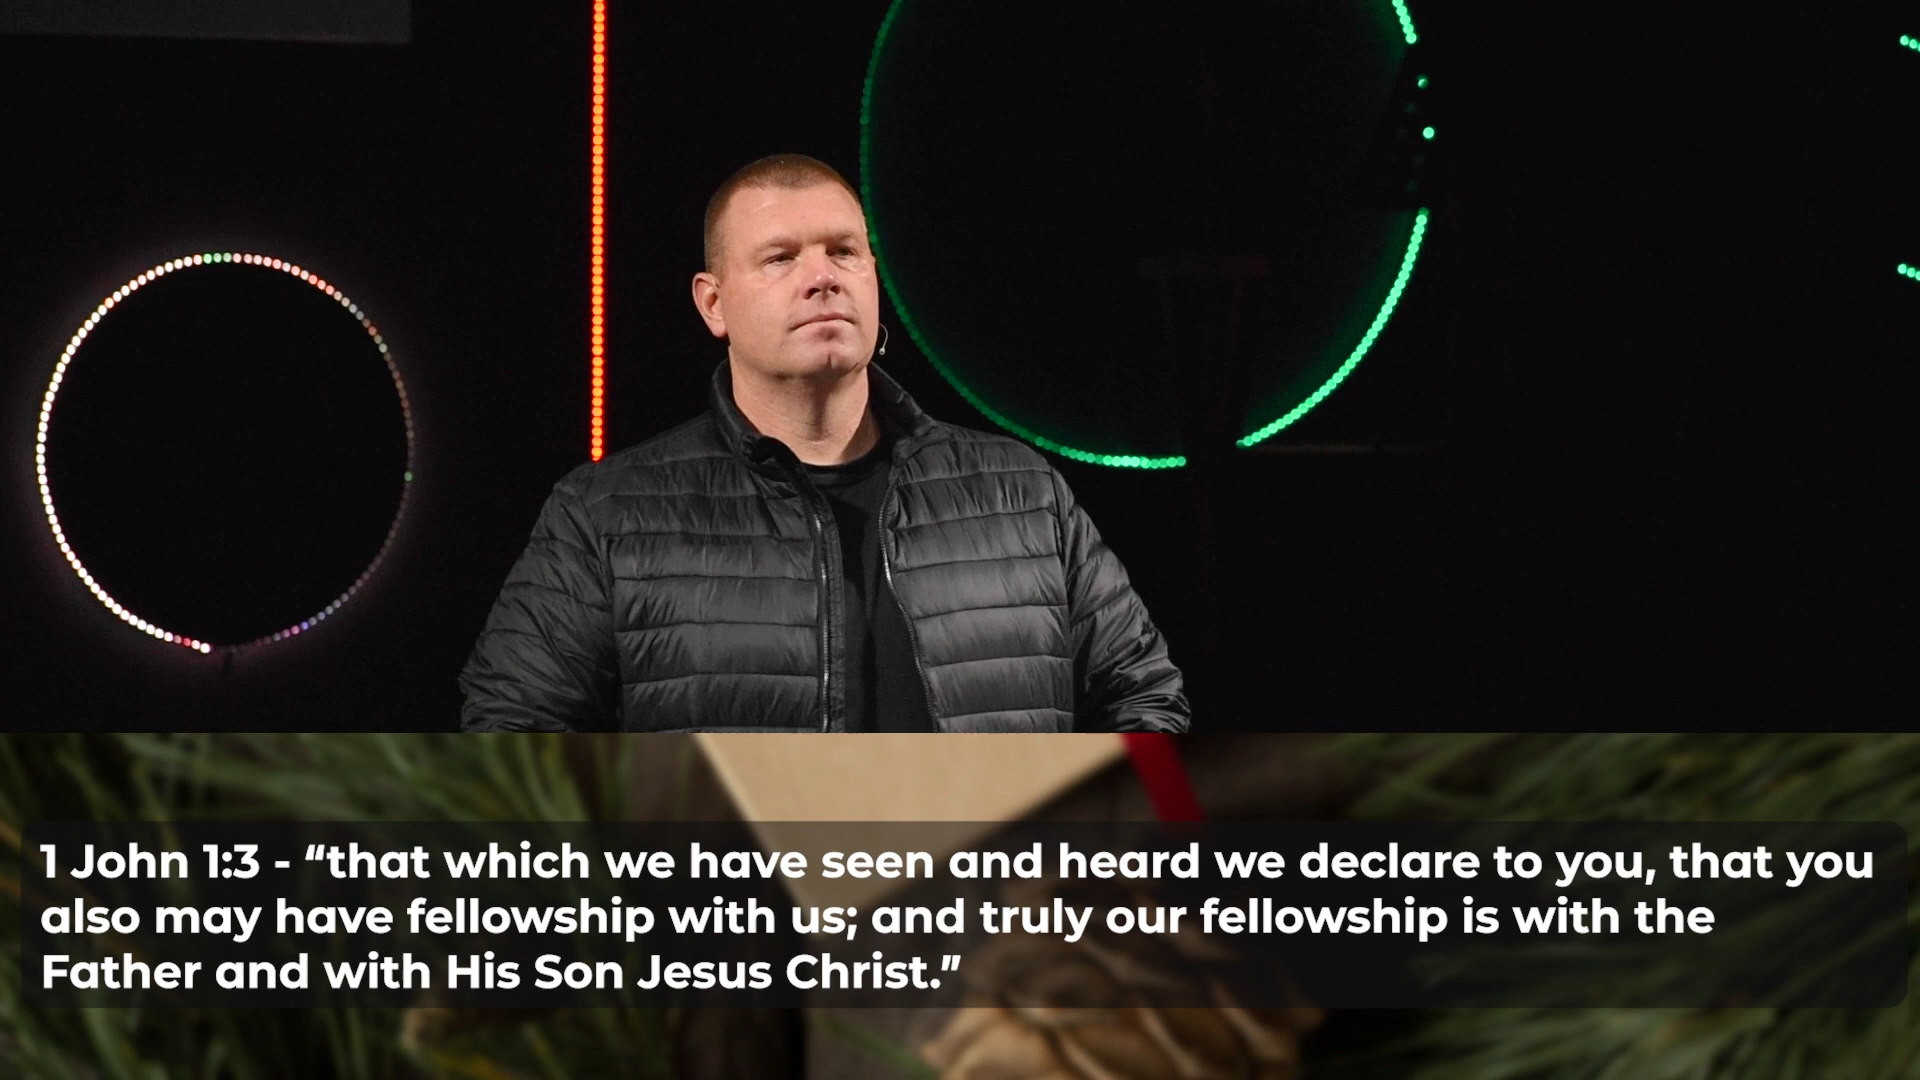 1 John 1:3 - “that which we have seen and heard we declare to you, that you
also may have fellowship with us; and truly our fellowship is with the
Father and with His Son Jesus Christ.”